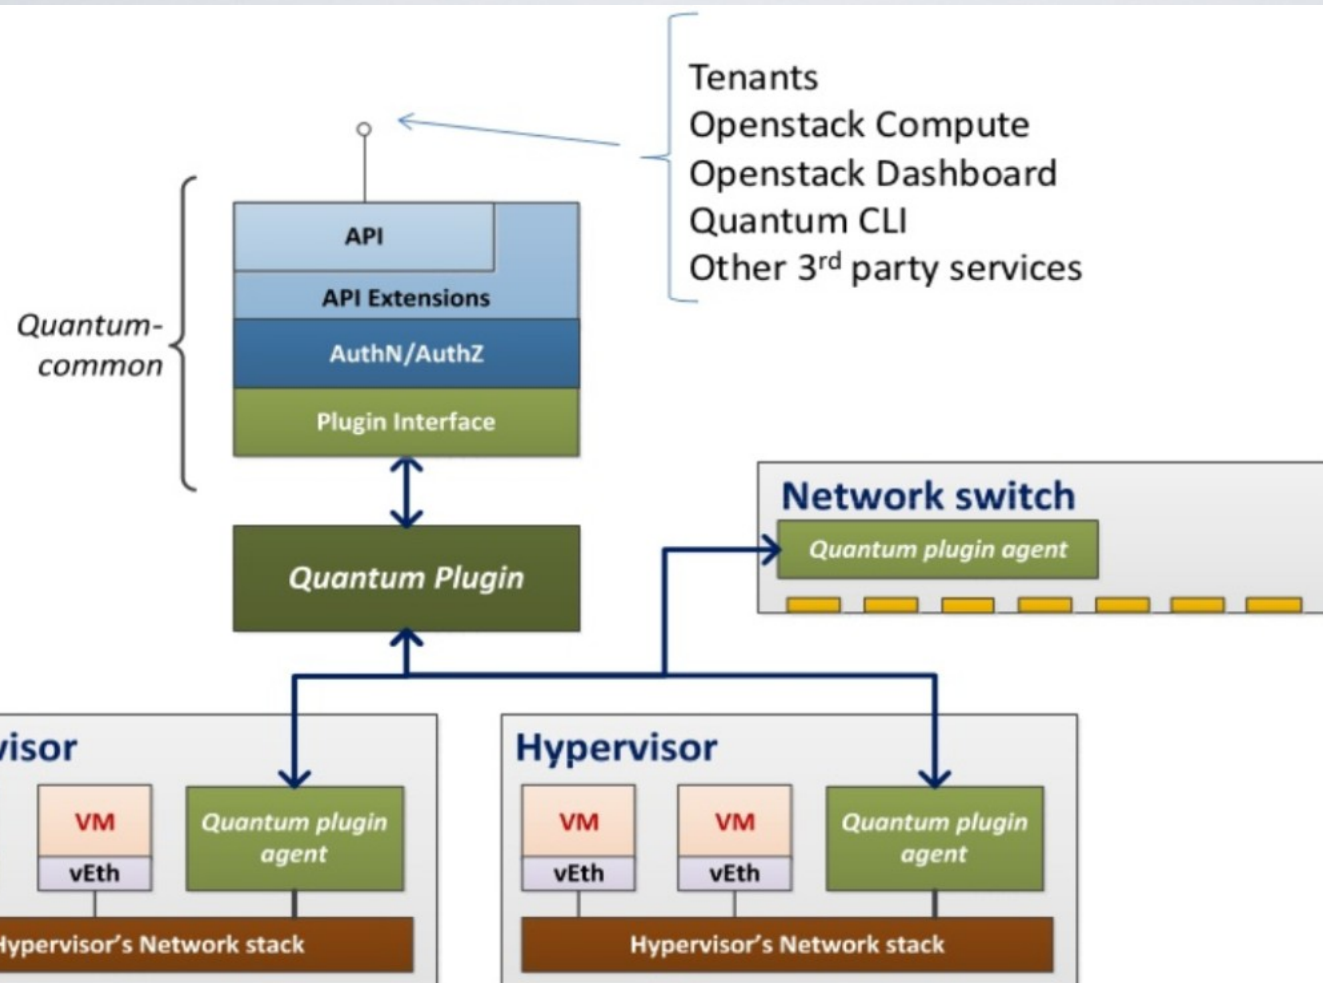 Tenants
Openstack Compute
Openstack Dashboard
Quantum CLI
Other 3rd party services
API
API Extensions
Quantum-
common
AuthN/AuthZ
Plugin Interface
Network switch
Quantum plugin agent
Quantum Plugin
visor
VM
vEth
Quantum plugin
agent
Hypervisor's Network stack
Hypervisor
VM
vEth
VM
vEth
Quantum plugin
agent
Hypervisor's Network stack